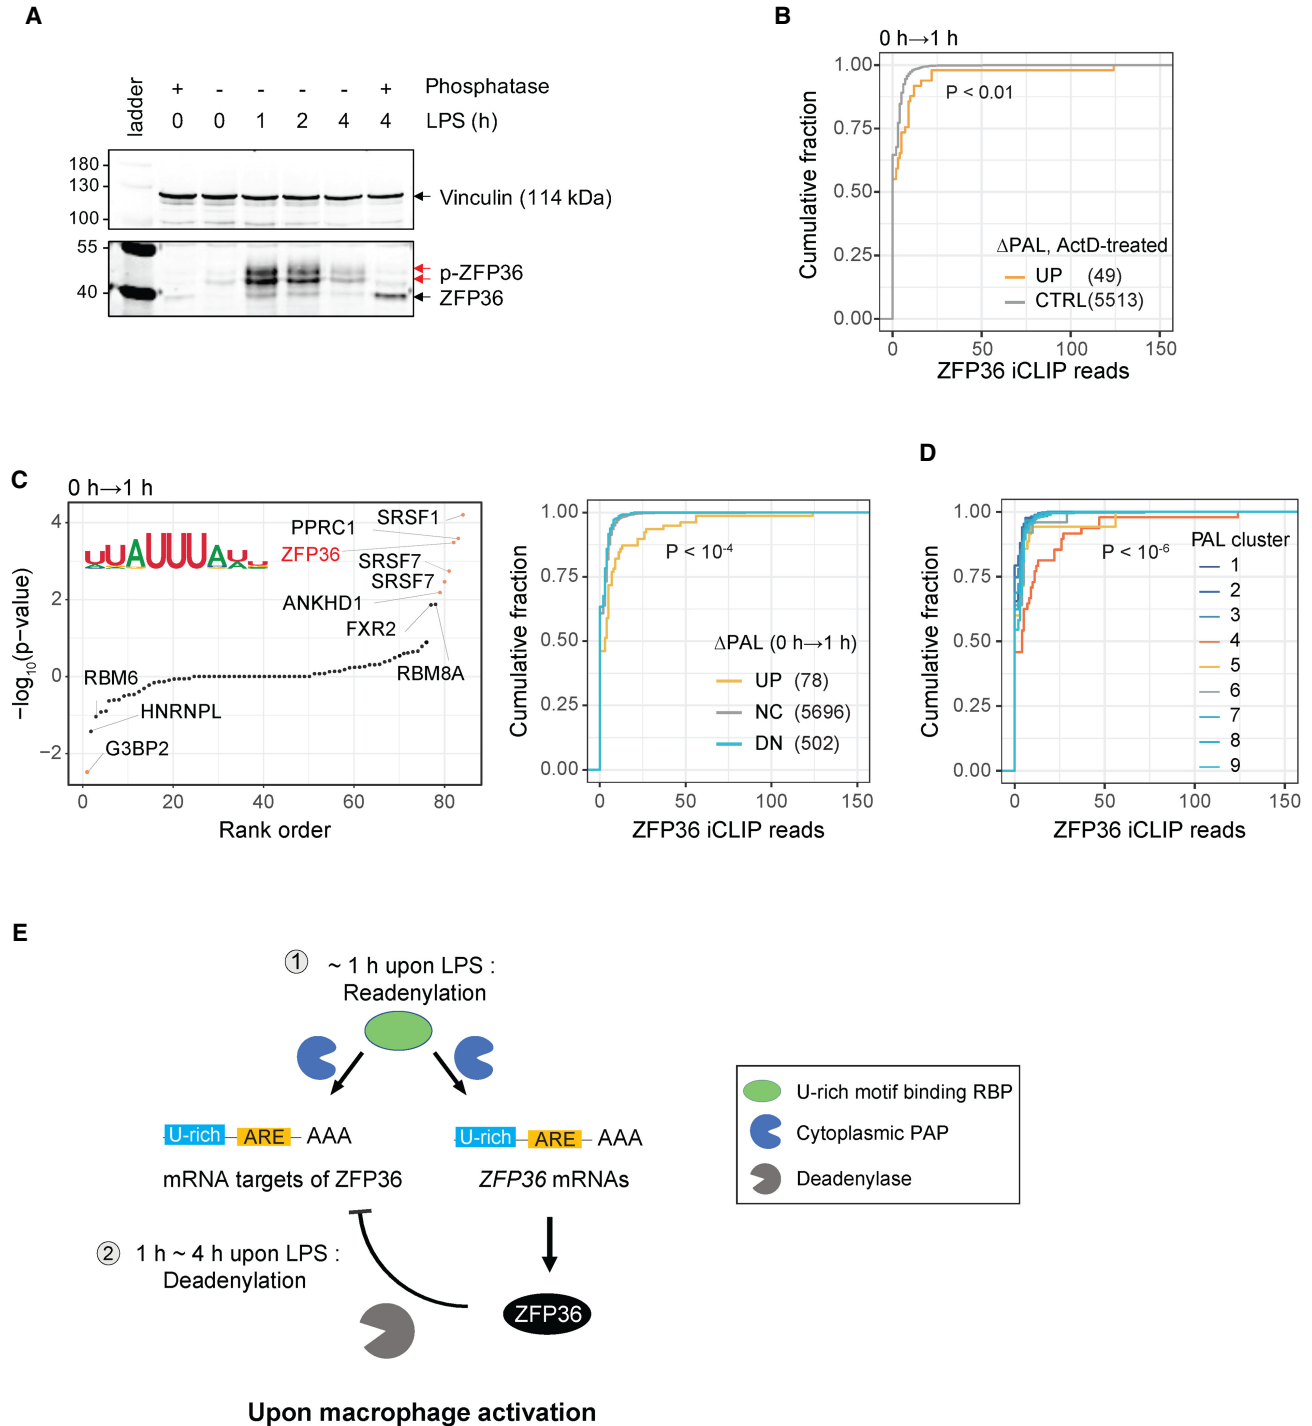 A
ladder
+ - - - - + Phosphatase
0 0 1 2 4 4 LPS (h)
180
130
100
Vinculin (114 kDa)
55
40
p-ZFP36
ZFP36
B
0 h→1 h
Cumulative fraction
1.00
0.75
0.50
0.25
0.00
P < 0.01
ΔPAL, ActD-treated
UP (49)
CTRL(5513)
0 50 100 150
ZFP36 iCLIP reads
C
0 h→1 h
−log10(p−value)
4
2
0
−2
UUAUUUAUU
SRSF1
PPRC1
ZFP36
SRSF7
SRSF7
ANKHD1
FXR2
RBM8A
RBM6
HNRNPL
G3BP2
0 20 40 60 80
Rank order
Cumulative fraction
1.00
0.75
0.50
0.25
0.00
P < 10-4
ΔPAL (0 h→1 h)
UP (78)
NC (5696)
DN (502)
0 50 100 150
ZFP36 iCLIP reads
D
Cumulative fraction
1.00
0.75
0.50
0.25
0.00
P < 10-6
PAL cluster
1
2
3
4
5
6
7
8
9
0 50 100 150
ZFP36 iCLIP reads
E
1 ~ 1 h upon LPS :
Readenylation
U-rich ARE AAA
mRNA targets of ZFP36
U-rich ARE AAA
ZFP36 mRNAs
2 1 h ~ 4 h upon LPS :
Deadenylation
ZFP36
U-rich motif binding RBP
Cytoplasmic PAP
Deadenylase
Upon macrophage activation